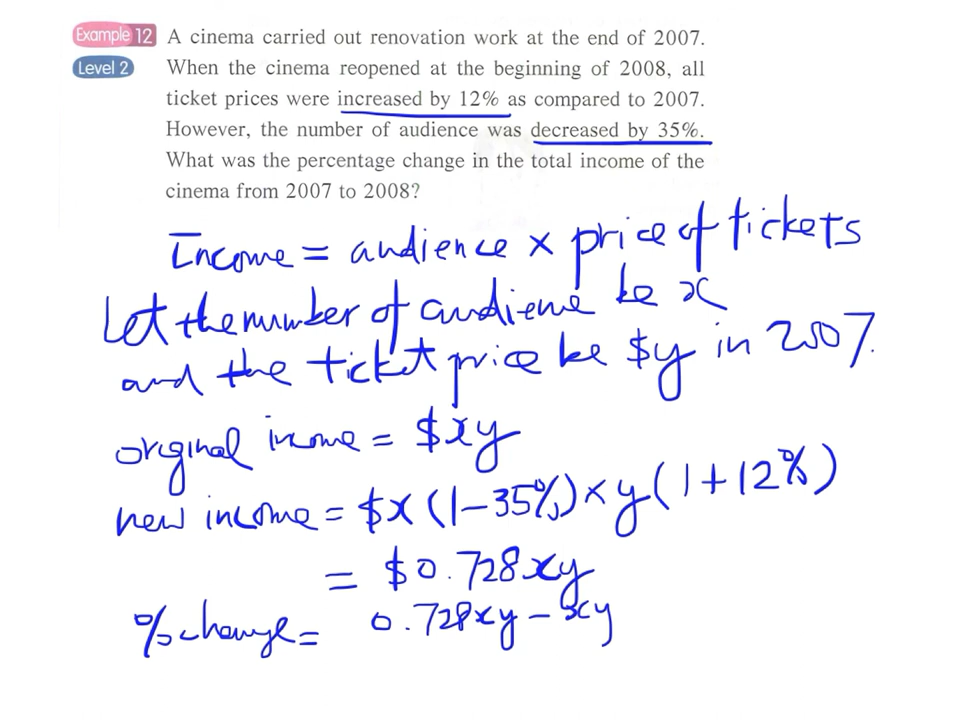 Example 12 A cinema carried out renovation work at the end of 2007.
Level 2 When the cinema reopened at the beginning of 2008, all
ticket prices were increased by 12% as compared to 2007.
However, the number of audience was decreased by 35%.
What was the percentage change in the total income of the
cinema from 2007 to 2008?
Income = audience × price of tickets
Let the number of audience be x
and the ticket price be $y in 2007.
original income = $xy
new income = $x(1-35%)×y(1+12%)
= $0.728xy
% change = 0.728xy - xy